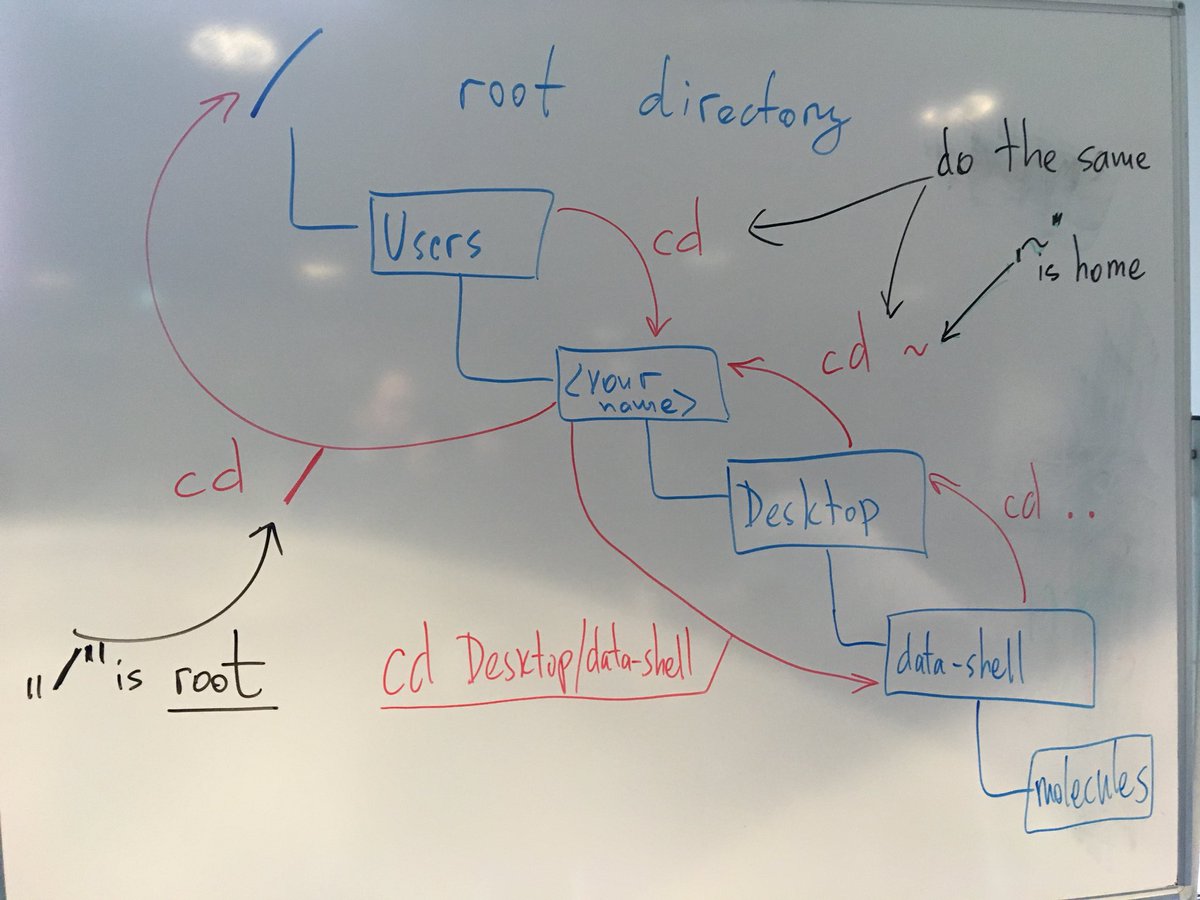 /
root directory
do the same
Users
cd
"~" is home
cd ~
<your
name>
cd /
Desktop
cd ..
"/" is root
cd Desktop/data-shell
data-shell
molecules